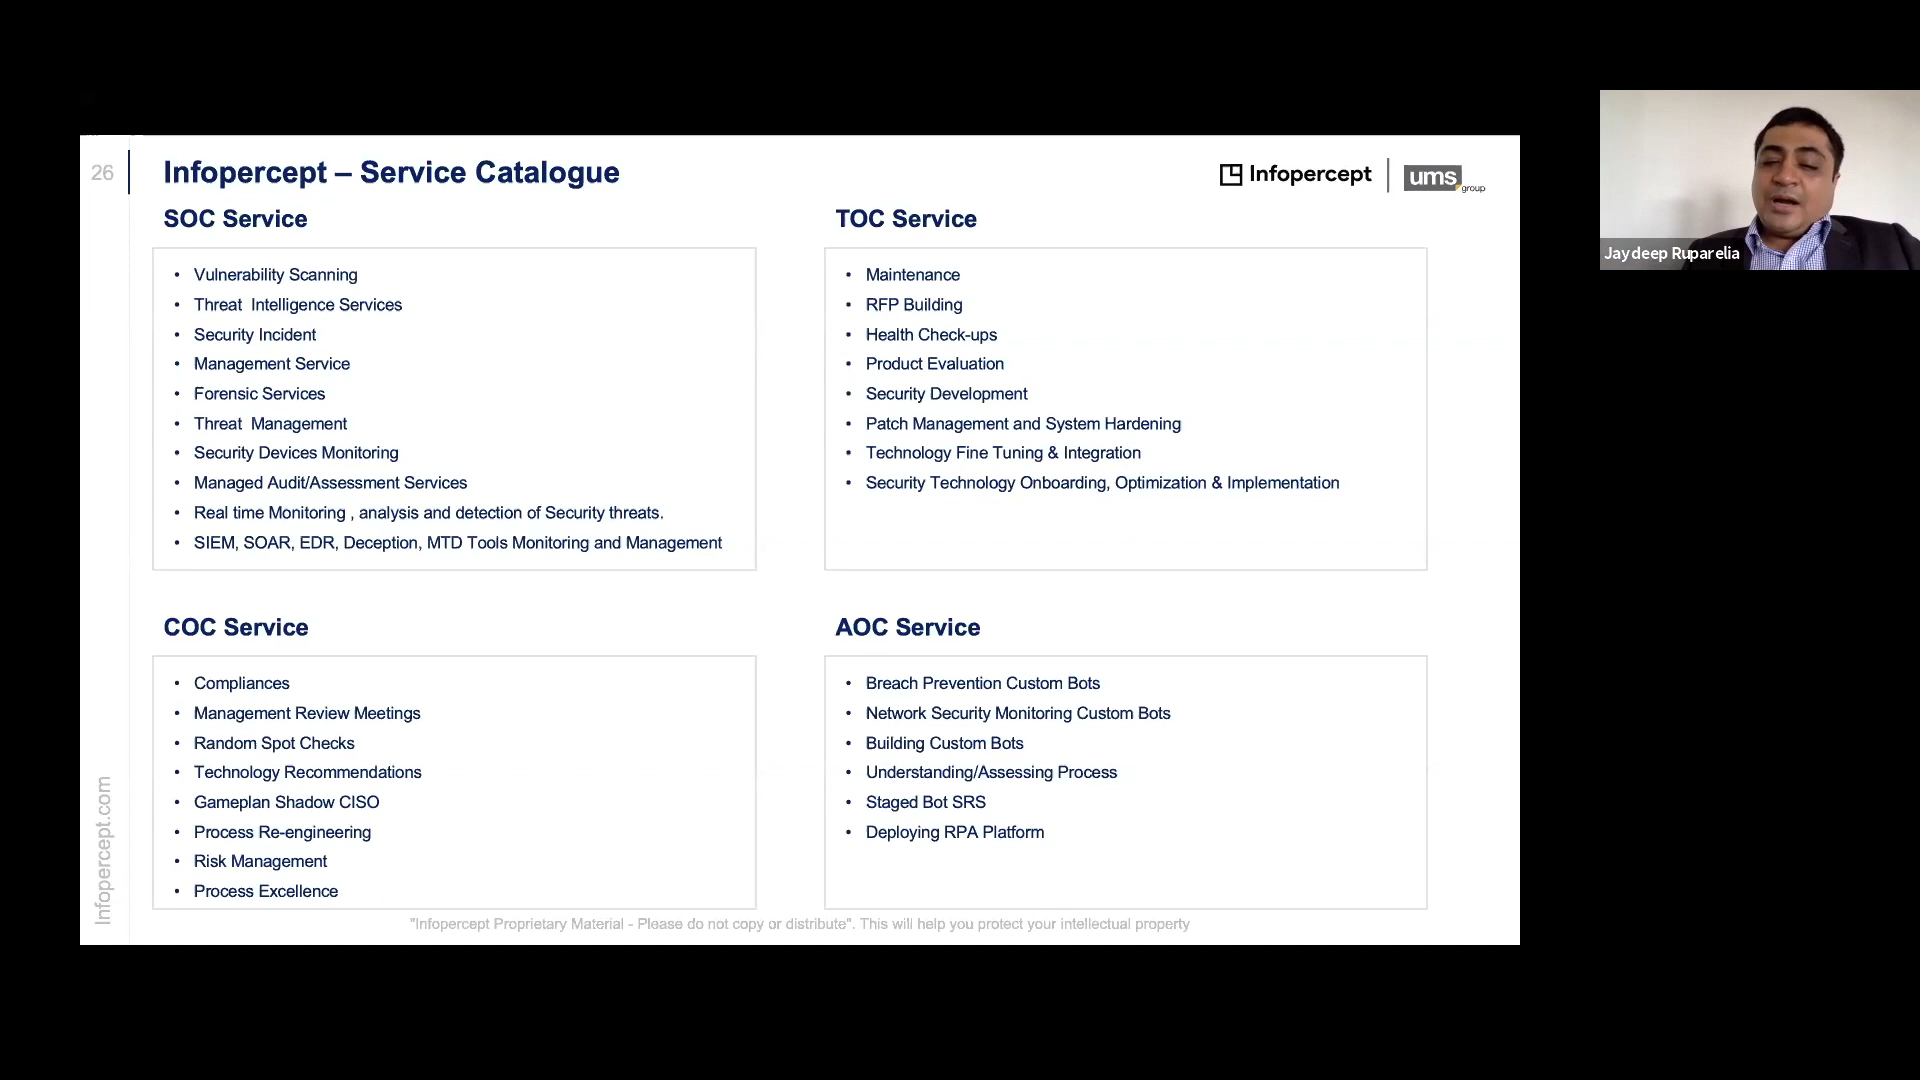 26
Infopercept – Service Catalogue
Infopercept
ums
group
SOC Service
• Vulnerability Scanning
• Threat Intelligence Services
• Security Incident
• Management Service
• Forensic Services
• Threat Management
• Security Devices Monitoring
• Managed Audit/Assessment Services
• Real time Monitoring , analysis and detection of Security threats.
• SIEM, SOAR, EDR, Deception, MTD Tools Monitoring and Management
TOC Service
• Maintenance
• RFP Building
• Health Check-ups
• Product Evaluation
• Security Development
• Patch Management and System Hardening
• Technology Fine Tuning & Integration
• Security Technology Onboarding, Optimization & Implementation
COC Service
• Compliances
• Management Review Meetings
• Random Spot Checks
• Technology Recommendations
• Gameplan Shadow CISO
• Process Re-engineering
• Risk Management
• Process Excellence
AOC Service
• Breach Prevention Custom Bots
• Network Security Monitoring Custom Bots
• Building Custom Bots
• Understanding/Assessing Process
• Staged Bot SRS
• Deploying RPA Platform
Infopercept.com
"Infopercept Proprietary Material - Please do not copy or distribute". This will help you protect your intellectual property
Jaydeep Ruparelia